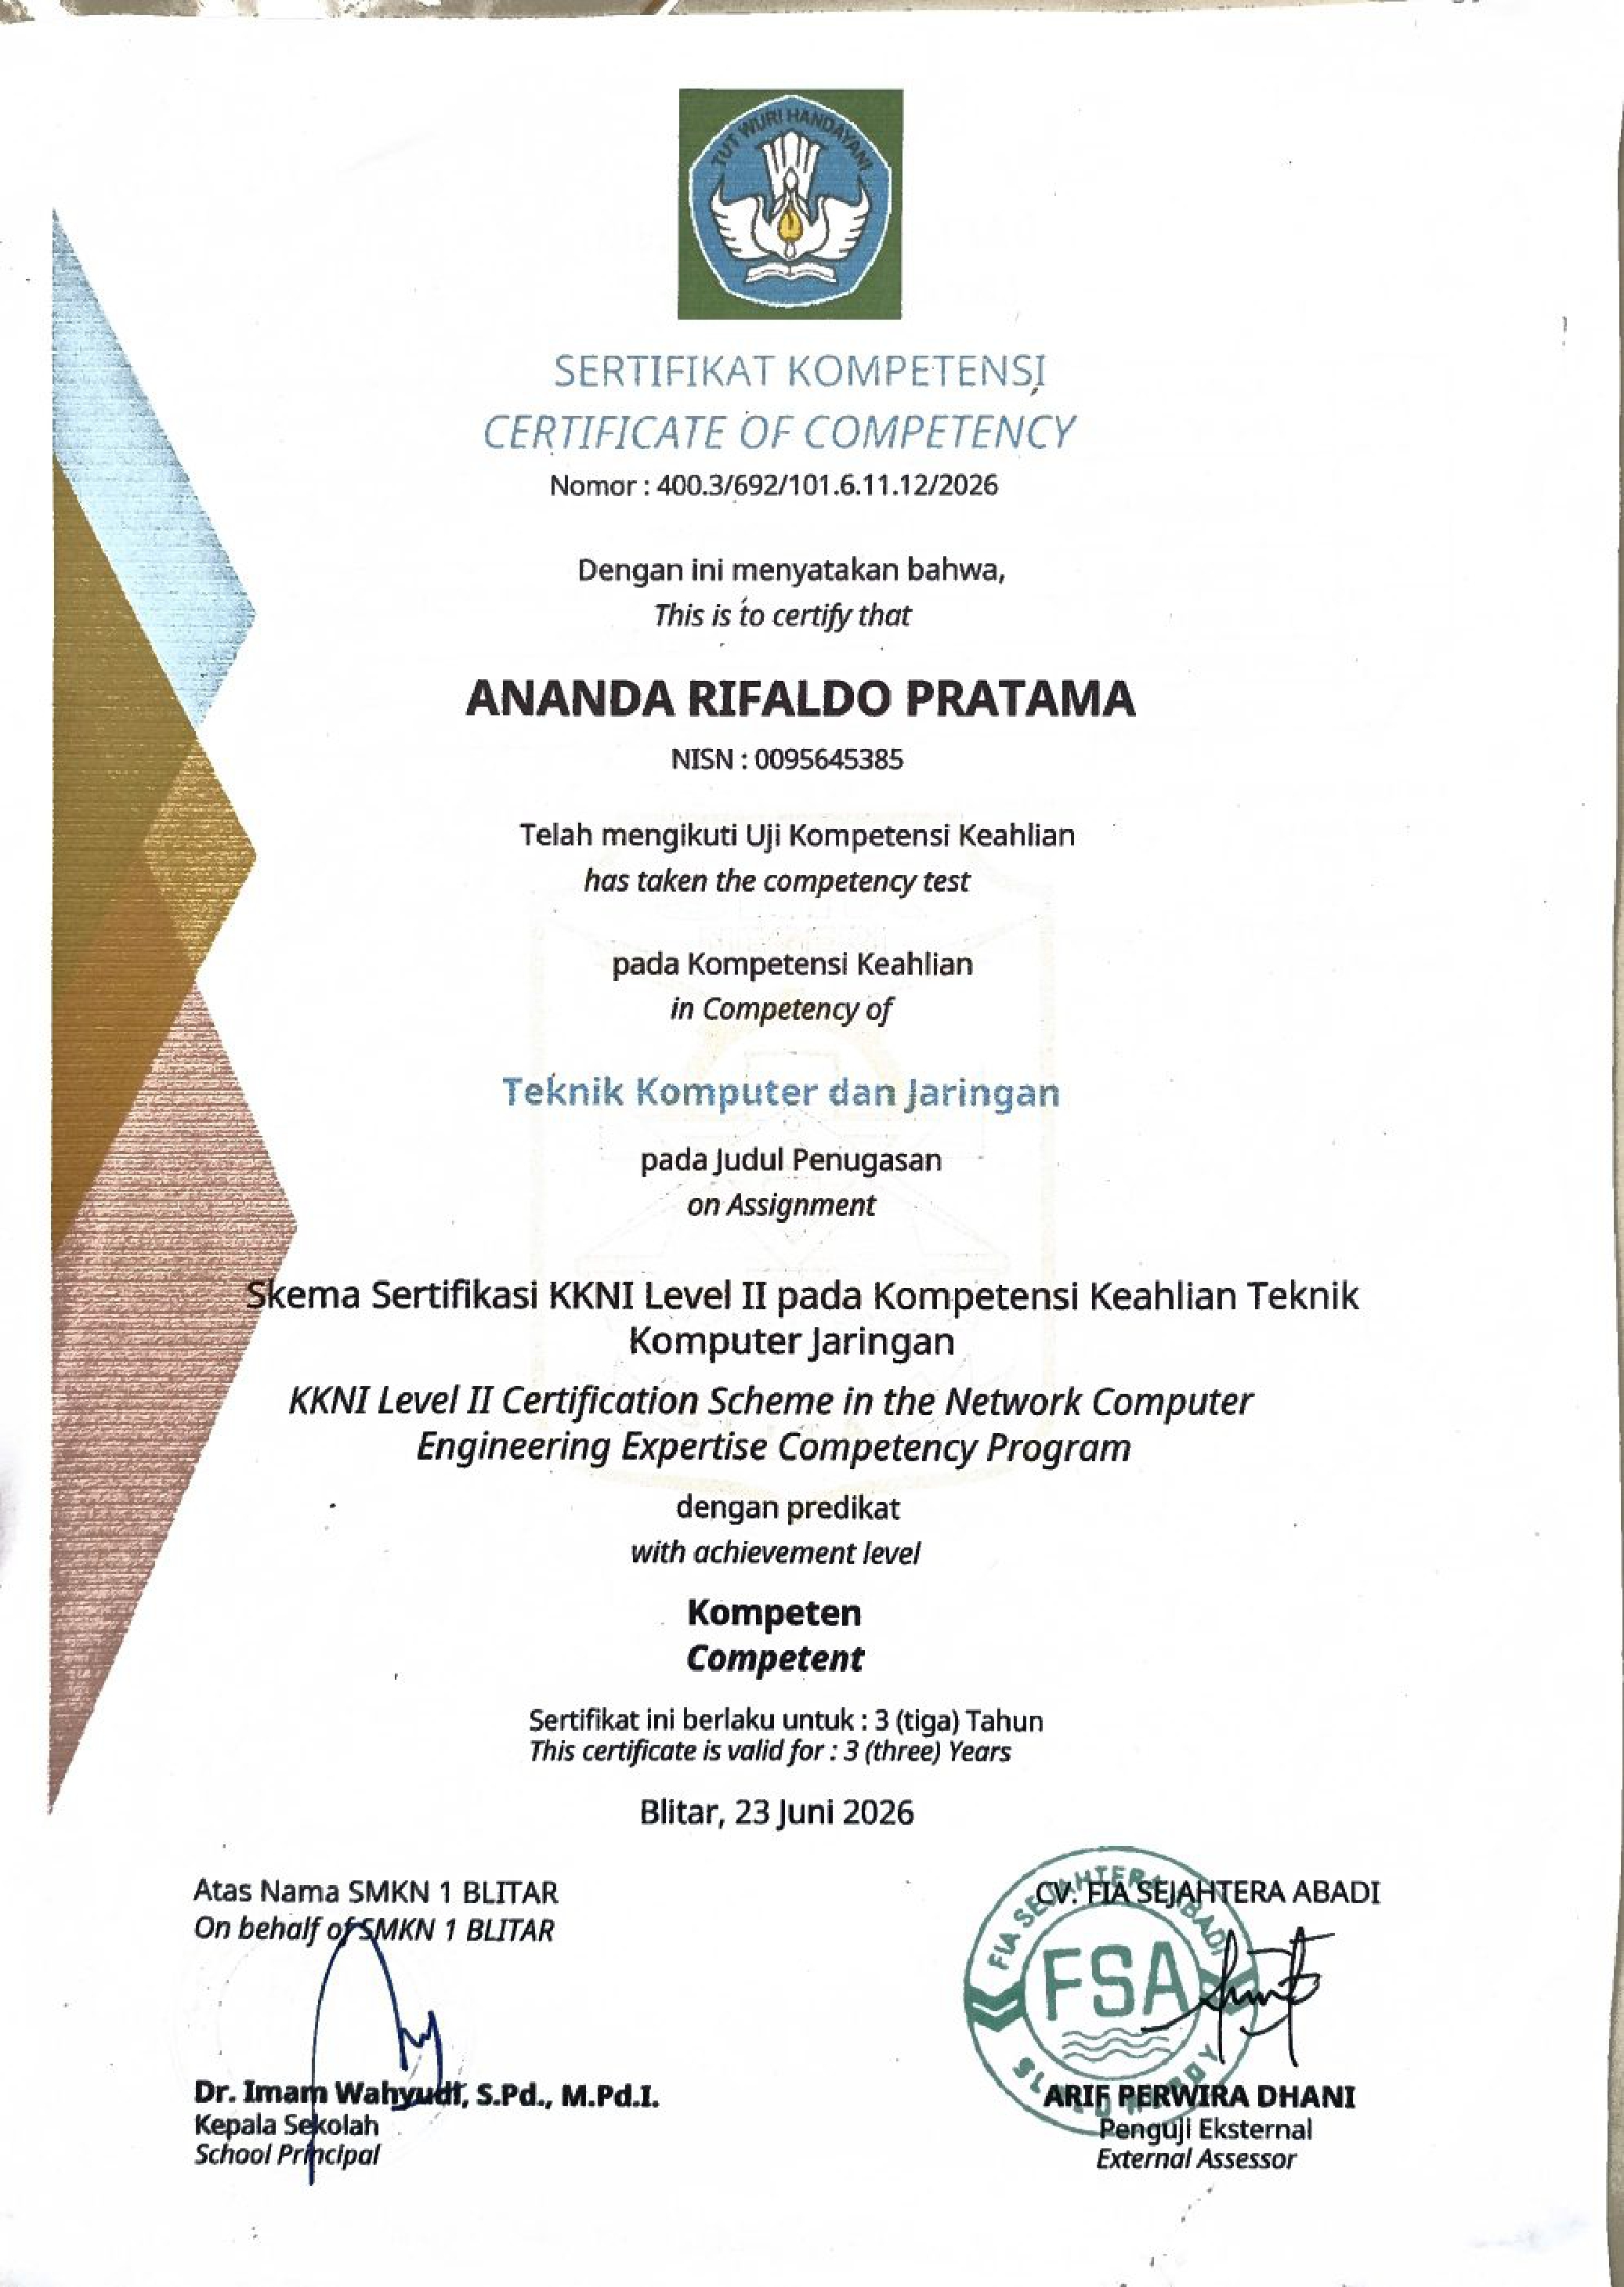 TUT WURI HANDAYANI
SERTIFIKAT KOMPETENSI
CERTIFICATE OF COMPETENCY
Nomor : 400.3/692/101.6.11.12/2026
Dengan ini menyatakan bahwa,
This is to certify that
ANANDA RIFALDO PRATAMA
NISN : 0095645385
Telah mengikuti Uji Kompetensi Keahlian
has taken the competency test
pada Kompetensi Keahlian
in Competency of
Teknik Komputer dan Jaringan
pada Judul Penugasan
on Assignment
Skema Sertifikasi KKNI Level II pada Kompetensi Keahlian Teknik
Komputer Jaringan
KKNI Level II Certification Scheme in the Network Computer
Engineering Expertise Competency Program
dengan predikat
with achievement level
Kompeten
Competent
Sertifikat ini berlaku untuk : 3 (tiga) Tahun
This certificate is valid for : 3 (three) Years
Blitar, 23 Juni 2026
Atas Nama SMKN 1 BLITAR
On behalf of SMKN 1 BLITAR
Dr. Imam Wahyudi, S.Pd., M.Pd.I.
Kepala Sekolah
School Principal
CV. FIA SEJAHTERA ABADI
FIA SEJAHTERA ABADI
FSA
ARIF PERWIRA DHANI
Penguji Eksternal
External Assessor